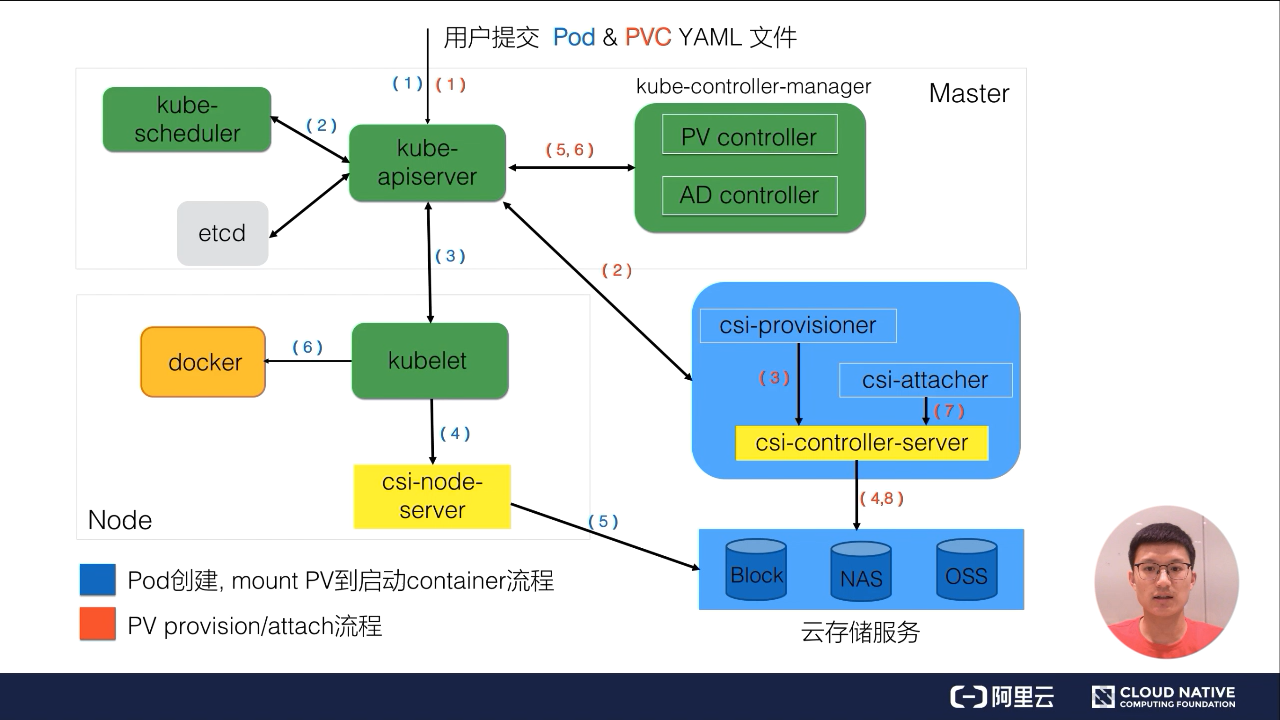 用户提交 Pod & PVC YAML 文件
( 1 ) ( 1 )
kube-controller-manager
Master
kube-
scheduler
( 2 )
kube-
apiserver
( 5, 6 )
PV controller
AD controller
etcd
( 3 )
( 2 )
csi-provisioner
docker
( 6 )
kubelet
( 3 )
csi-attacher
( 7 )
( 4 )
csi-controller-server
csi-node-
server
( 4,8 )
Node
( 5 )
Block
NAS
OSS
Pod创建, mount PV到启动container流程
PV provision/attach流程
云存储服务
阿里云
CLOUD NATIVE
COMPUTING FOUNDATION